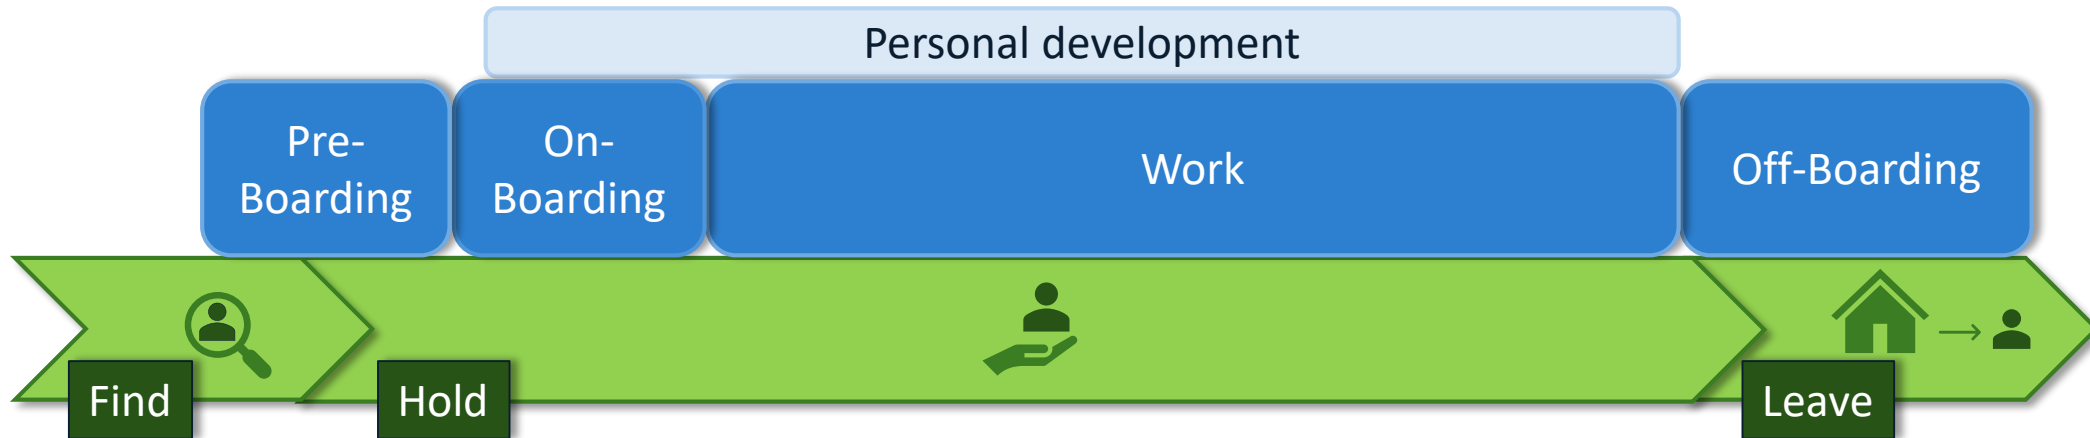 Personal development
Pre-
Boarding
On-
Boarding
Work
Off-Boarding
Find
Hold
Leave